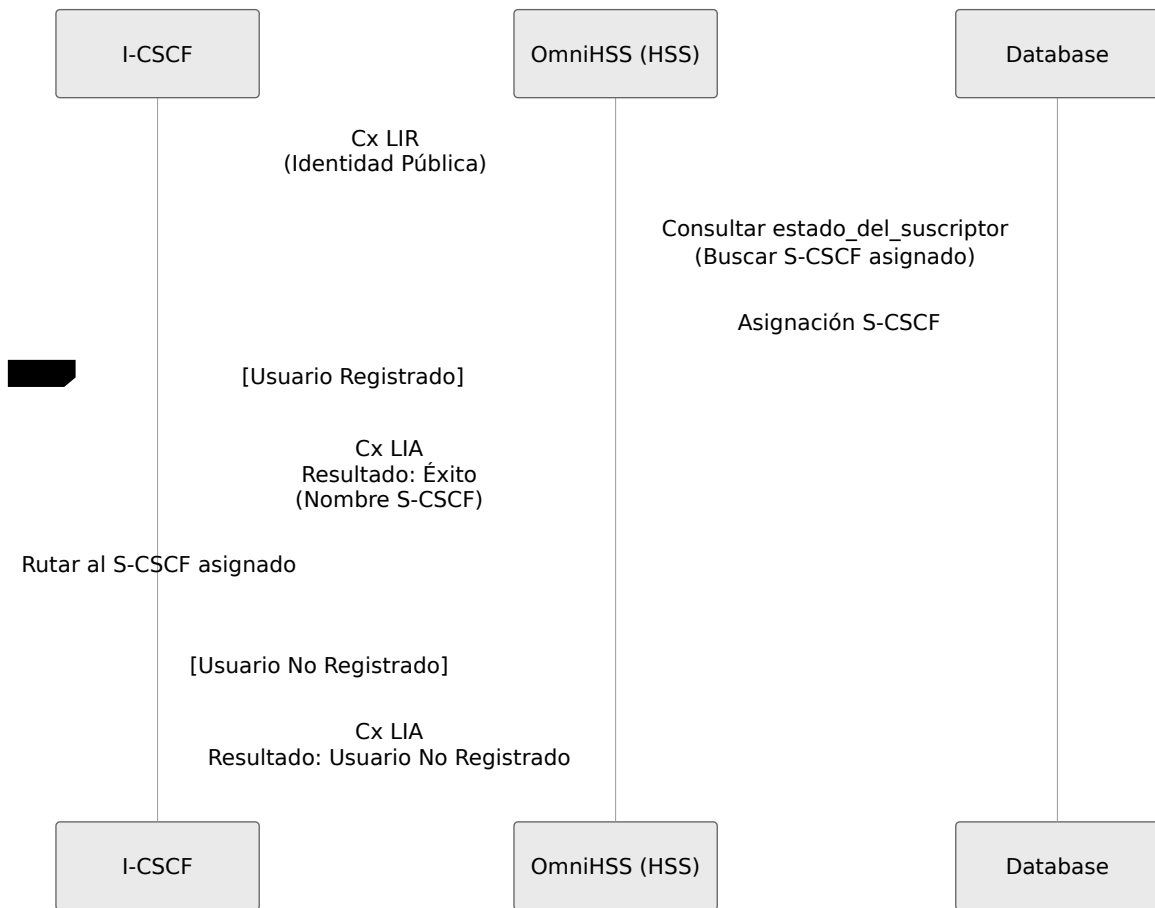 I-CSCF
OmniHSS (HSS)
Database
Cx LIR
(Identidad Pública)
Consultar estado_del_suscriptor
(Buscar S-CSCF asignado)
Asignación S-CSCF
[Usuario Registrado]
Cx LIA
Resultado: Éxito
(Nombre S-CSCF)
Rutar al S-CSCF asignado
[Usuario No Registrado]
Cx LIA
Resultado: Usuario No Registrado
I-CSCF
OmniHSS (HSS)
Database